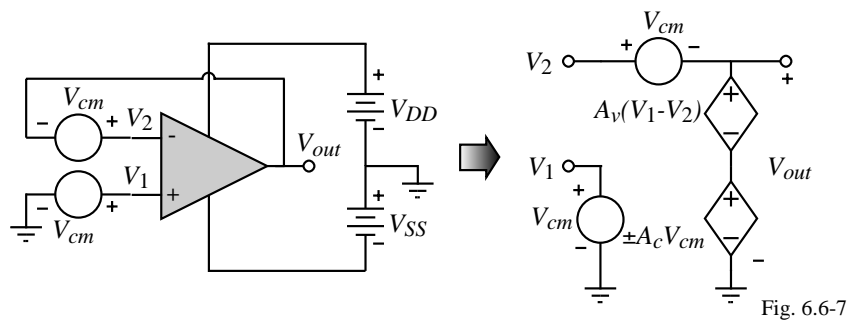 V_cm
V_2
V_1
V_cm
V_out
V_DD
V_SS
V_2
V_cm
A_v(V_1-V_2)
V_1
V_cm
±A_cV_cm
V_out
Fig. 6.6-7